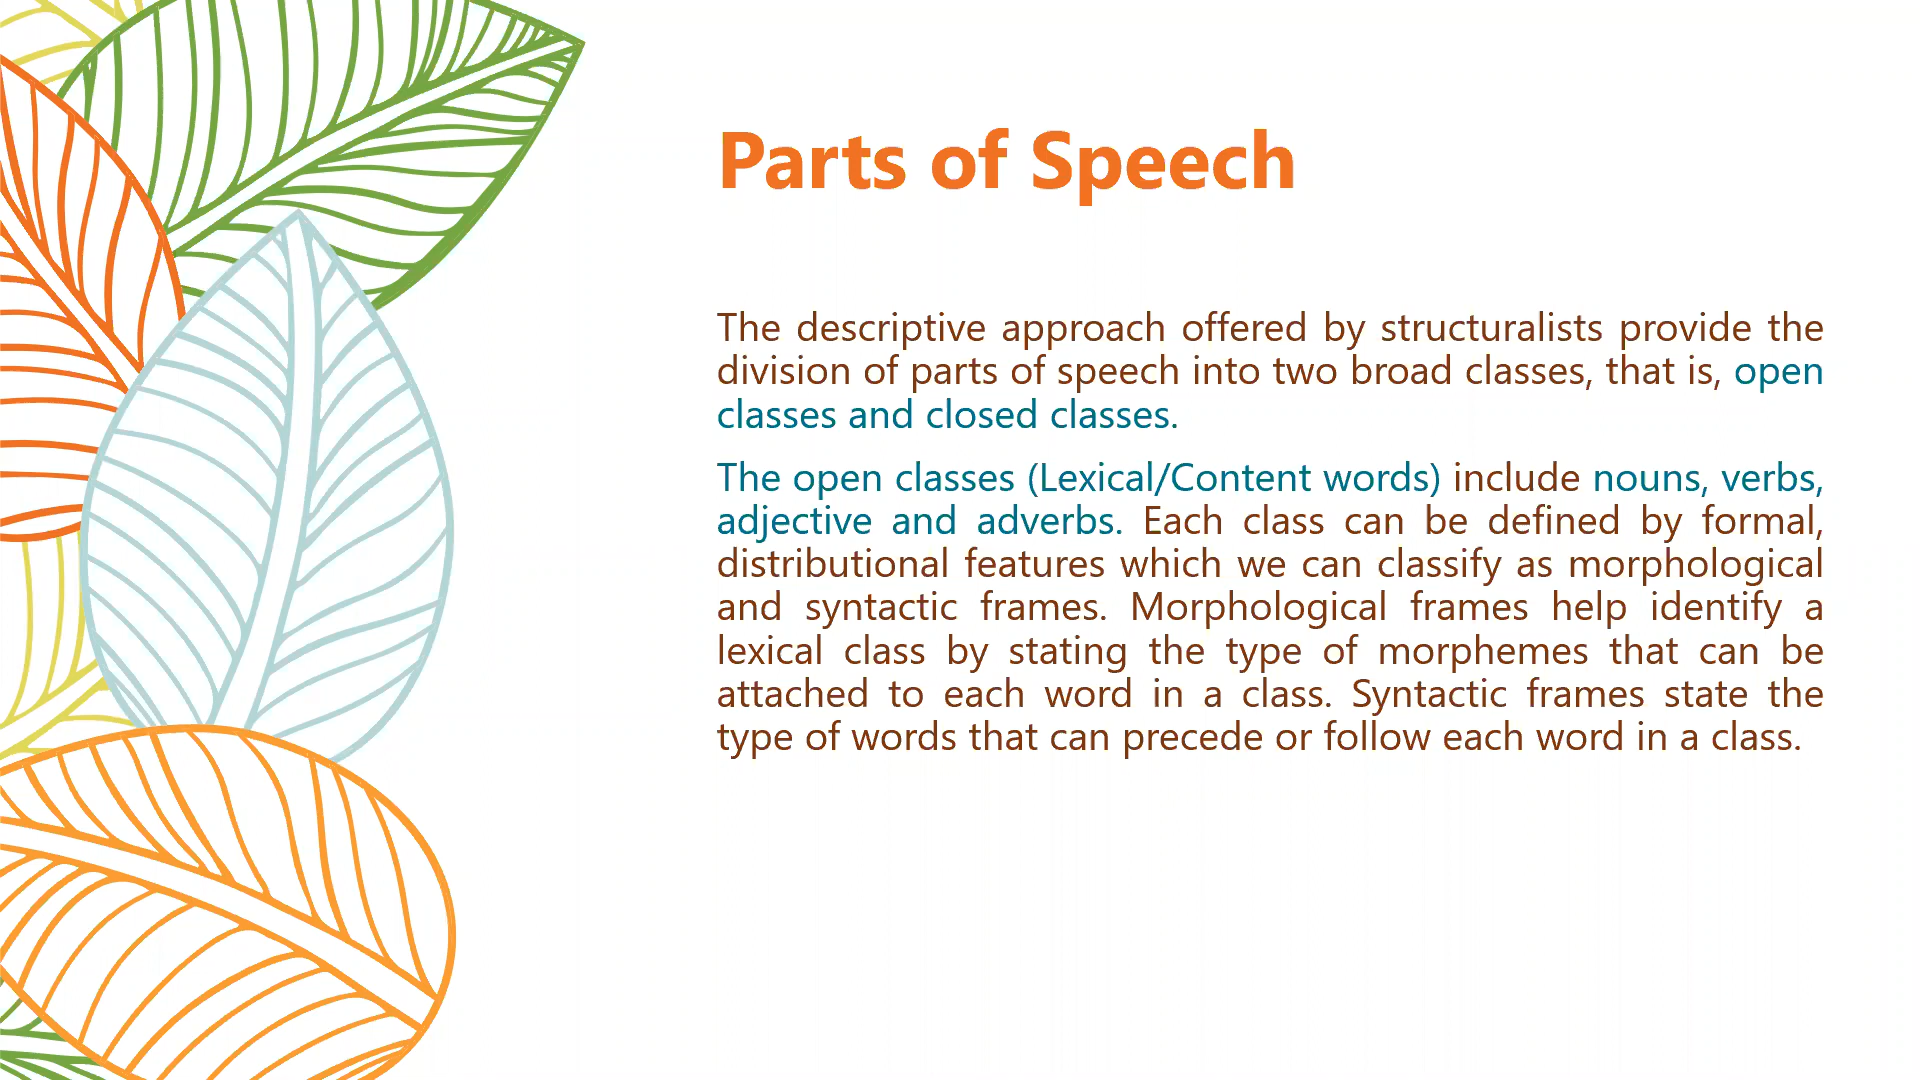 Parts of Speech
The descriptive approach offered by structuralists provide the
division of parts of speech into two broad classes, that is, open
classes and closed classes.
The open classes (Lexical/Content words) include nouns, verbs,
adjective and adverbs. Each class can be defined by formal,
distributional features which we can classify as morphological
and syntactic frames. Morphological frames help identify a
lexical class by stating the type of morphemes that can be
attached to each word in a class. Syntactic frames state the
type of words that can precede or follow each word in a class.